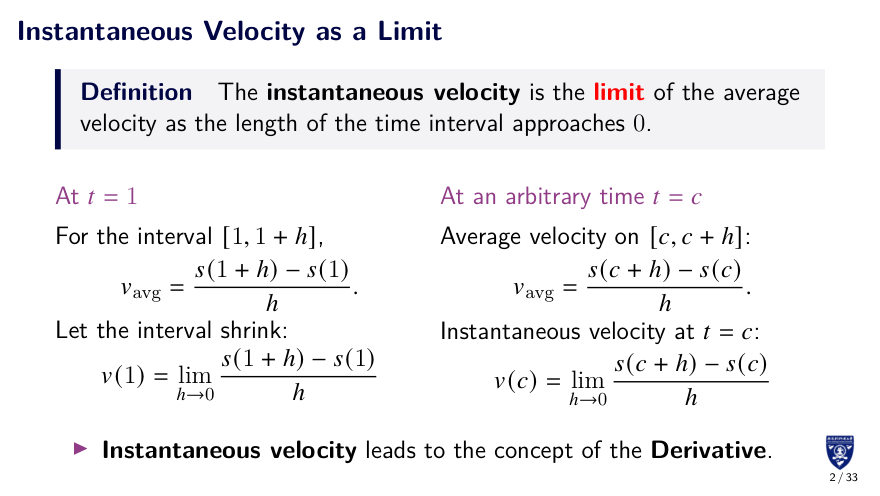 Instantaneous Velocity as a Limit
Definition The instantaneous velocity is the limit of the average
velocity as the length of the time interval approaches 0.
At t = 1
For the interval [1, 1 + h],
v_avg = (s(1 + h) − s(1)) / h.
Let the interval shrink:
v(1) = lim_{h→0} (s(1 + h) − s(1)) / h
At an arbitrary time t = c
Average velocity on [c, c + h]:
v_avg = (s(c + h) − s(c)) / h.
Instantaneous velocity at t = c:
v(c) = lim_{h→0} (s(c + h) − s(c)) / h
▶ Instantaneous velocity leads to the concept of the Derivative.
2 / 33